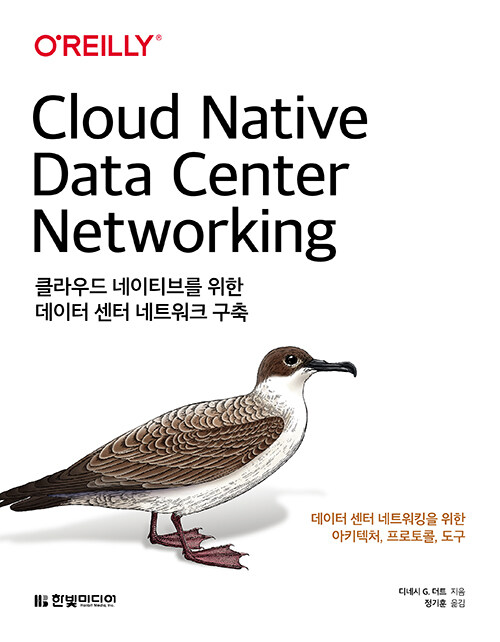 O'REILLY®
Cloud Native
Data Center
Networking
클라우드 네이티브를 위한
데이터 센터 네트워크 구축
데이터 센터 네트워킹을 위한
아키텍처, 프로토콜, 도구
디네시 G. 더트 지음
정기훈 옮김
한빛미디어
Hanbit Media, Inc.